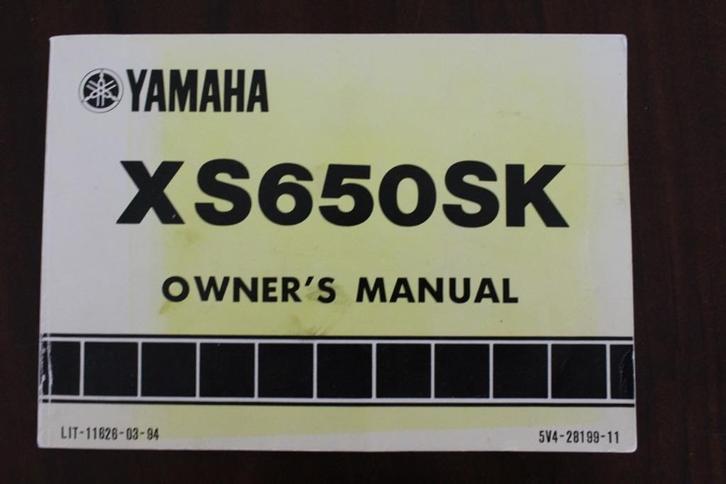 YAMAHA
XS650SK
OWNER'S MANUAL
LIT-11626-03-94
5V4-28199-11